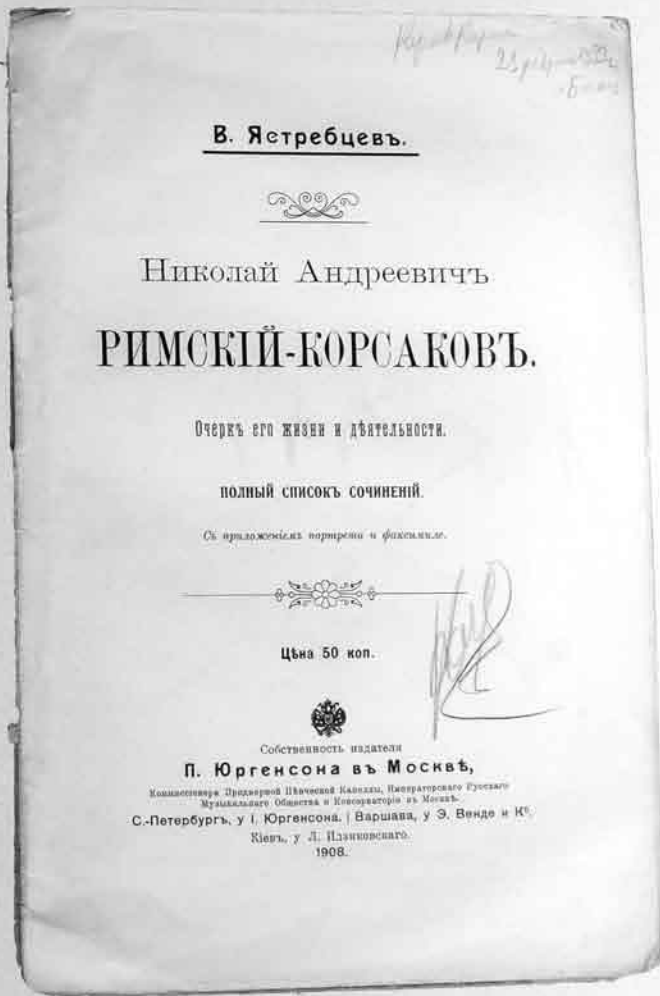 В. Ястребцевъ.
Николай Андреевичъ
РИМСКІЙ-КОРСАКОВЪ.
Очеркъ его жизни и дѣятельности.
ПОЛНЫЙ СПИСОКЪ СОЧИНЕНІЙ.
Съ приложеніемъ портрета и факсимиле.
Цѣна 50 коп.
Собственность издателя
П. Юргенсона въ Москвѣ,
Коммиссіонера Придворной Пѣвческой Капеллы, Императорскаго Русскаго
Музыкальнаго Общества и Консерваторіи въ Москвѣ.
С.-Петербургъ, у І. Юргенсона. | Варшава, у Э. Венде и Кº.
Кіевъ, у Л. Идзиковскаго.
1908.